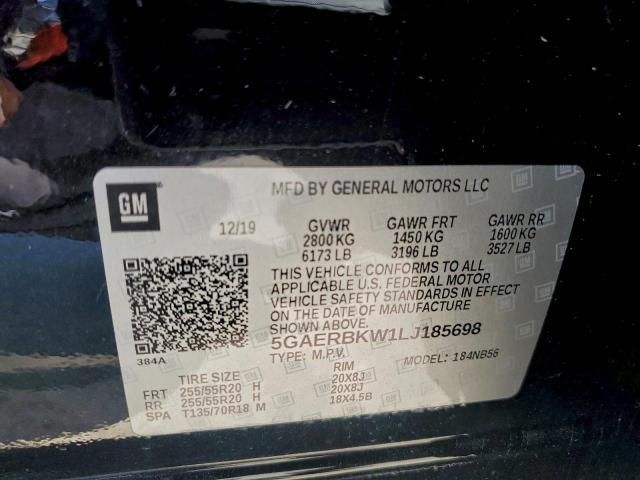 GM
MFD BY GENERAL MOTORS LLC
12/19 GVWR GAWR FRT GAWR RR
2800 KG 1450 KG 1600 KG
6173 LB 3196 LB 3527 LB
THIS VEHICLE CONFORMS TO ALL
APPLICABLE U.S. FEDERAL MOTOR
VEHICLE SAFETY STANDARDS IN EFFECT
ON THE DATE OF MANUFACTURE
SHOWN ABOVE.
384A
5GAERBKW1LJ185698
TYPE: M.P.V. MODEL: 184NB56
TIRE SIZE RIM
FRT 255/55R20 H 20X8J
RR 255/55R20 H 20X8J
SPA T135/70R18 M 18X4.5B